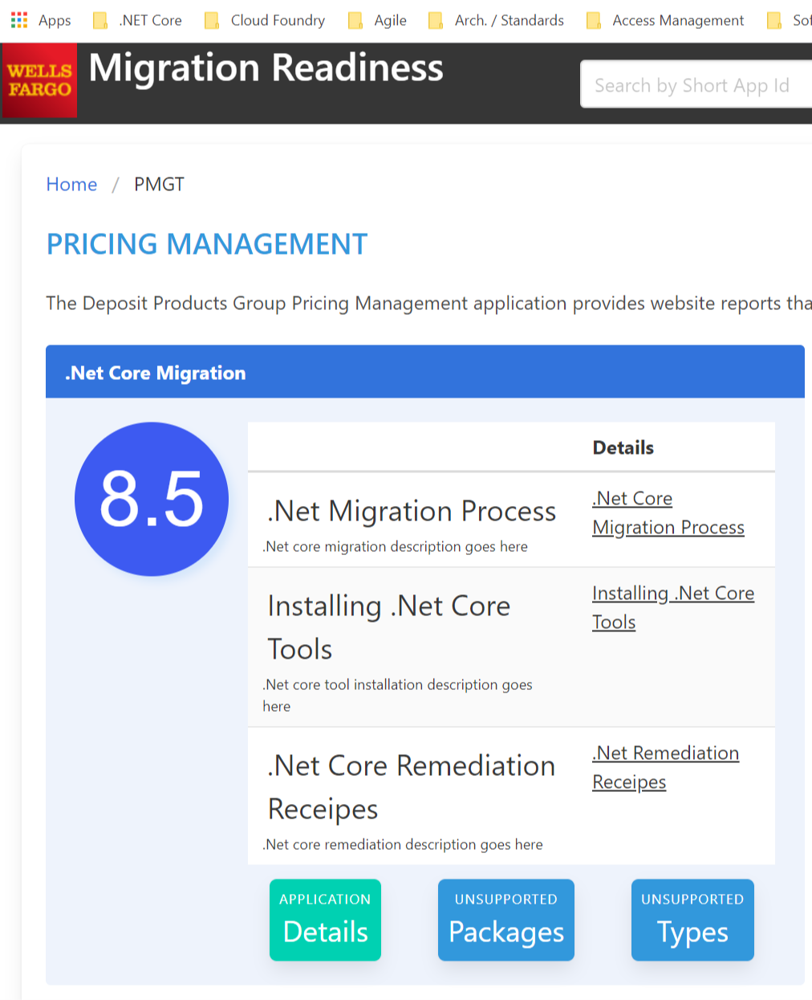 Apps .NET Core Cloud Foundry Agile Arch. / Standards Access Management Sof
WELLS
FARGO
Migration Readiness
Search by Short App Id
Home / PMGT
PRICING MANAGEMENT
The Deposit Products Group Pricing Management application provides website reports tha
.Net Core Migration
8.5
Details
.Net Migration Process
.Net core migration description goes here
.Net Core
Migration Process
Installing .Net Core
Tools
.Net core tool installation description goes
here
Installing .Net Core
Tools
.Net Core Remediation
Receipes
.Net core remediation description goes here
.Net Remediation
Receipes
APPLICATION
Details
UNSUPPORTED
Packages
UNSUPPORTED
Types